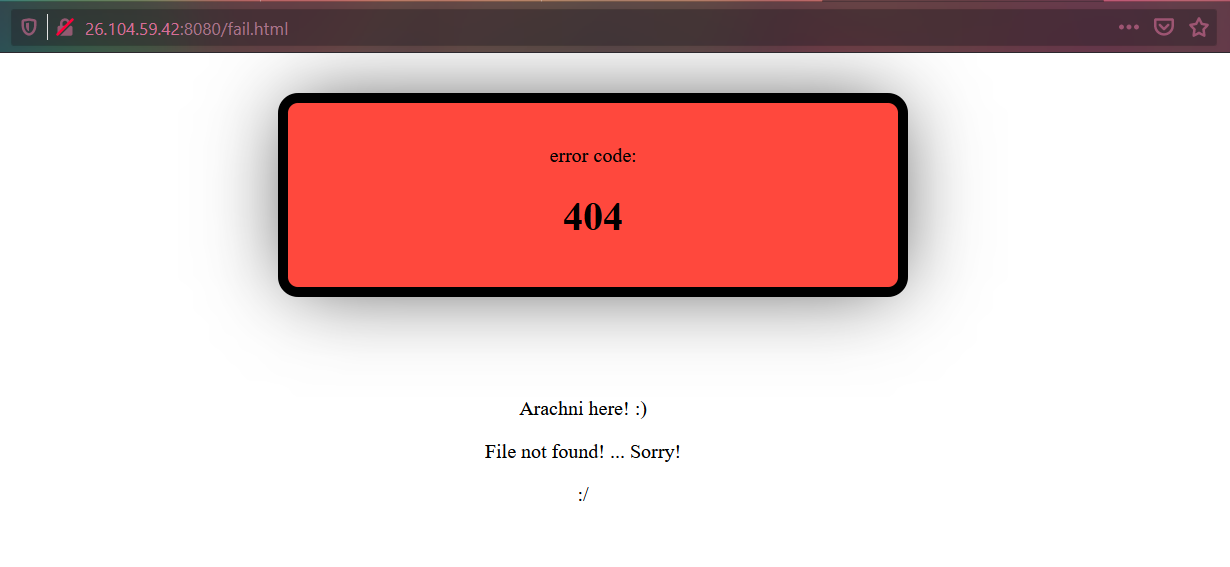 26.104.59.42:8080/fail.html
error code:
404
Arachni here! :)
File not found! ... Sorry!
:/